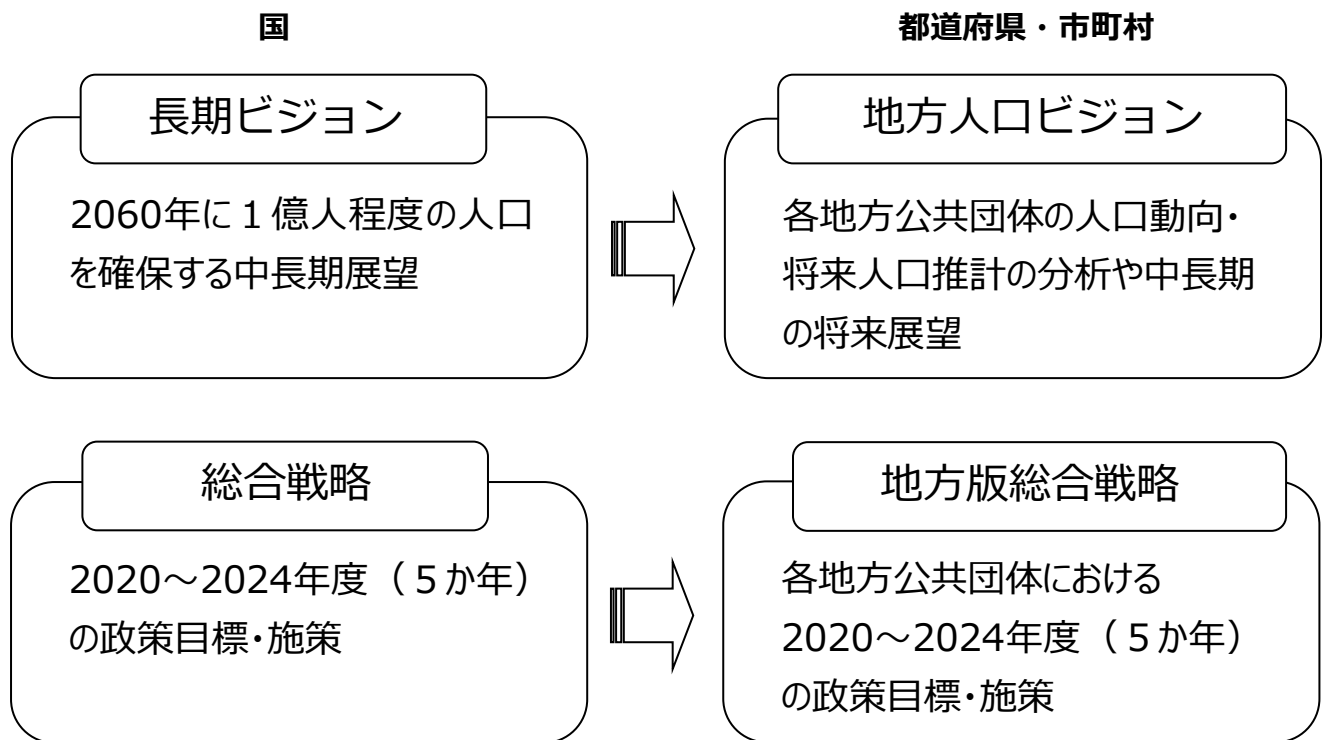 国
都道府県・市町村
長期ビジョン
2060年に１億人程度の人口
を確保する中長期展望
地方人口ビジョン
各地方公共団体の人口動向・
将来人口推計の分析や中長期
の将来展望
総合戦略
2020～2024年度（５か年）
の政策目標・施策
地方版総合戦略
各地方公共団体における
2020～2024年度（５か年）
の政策目標・施策